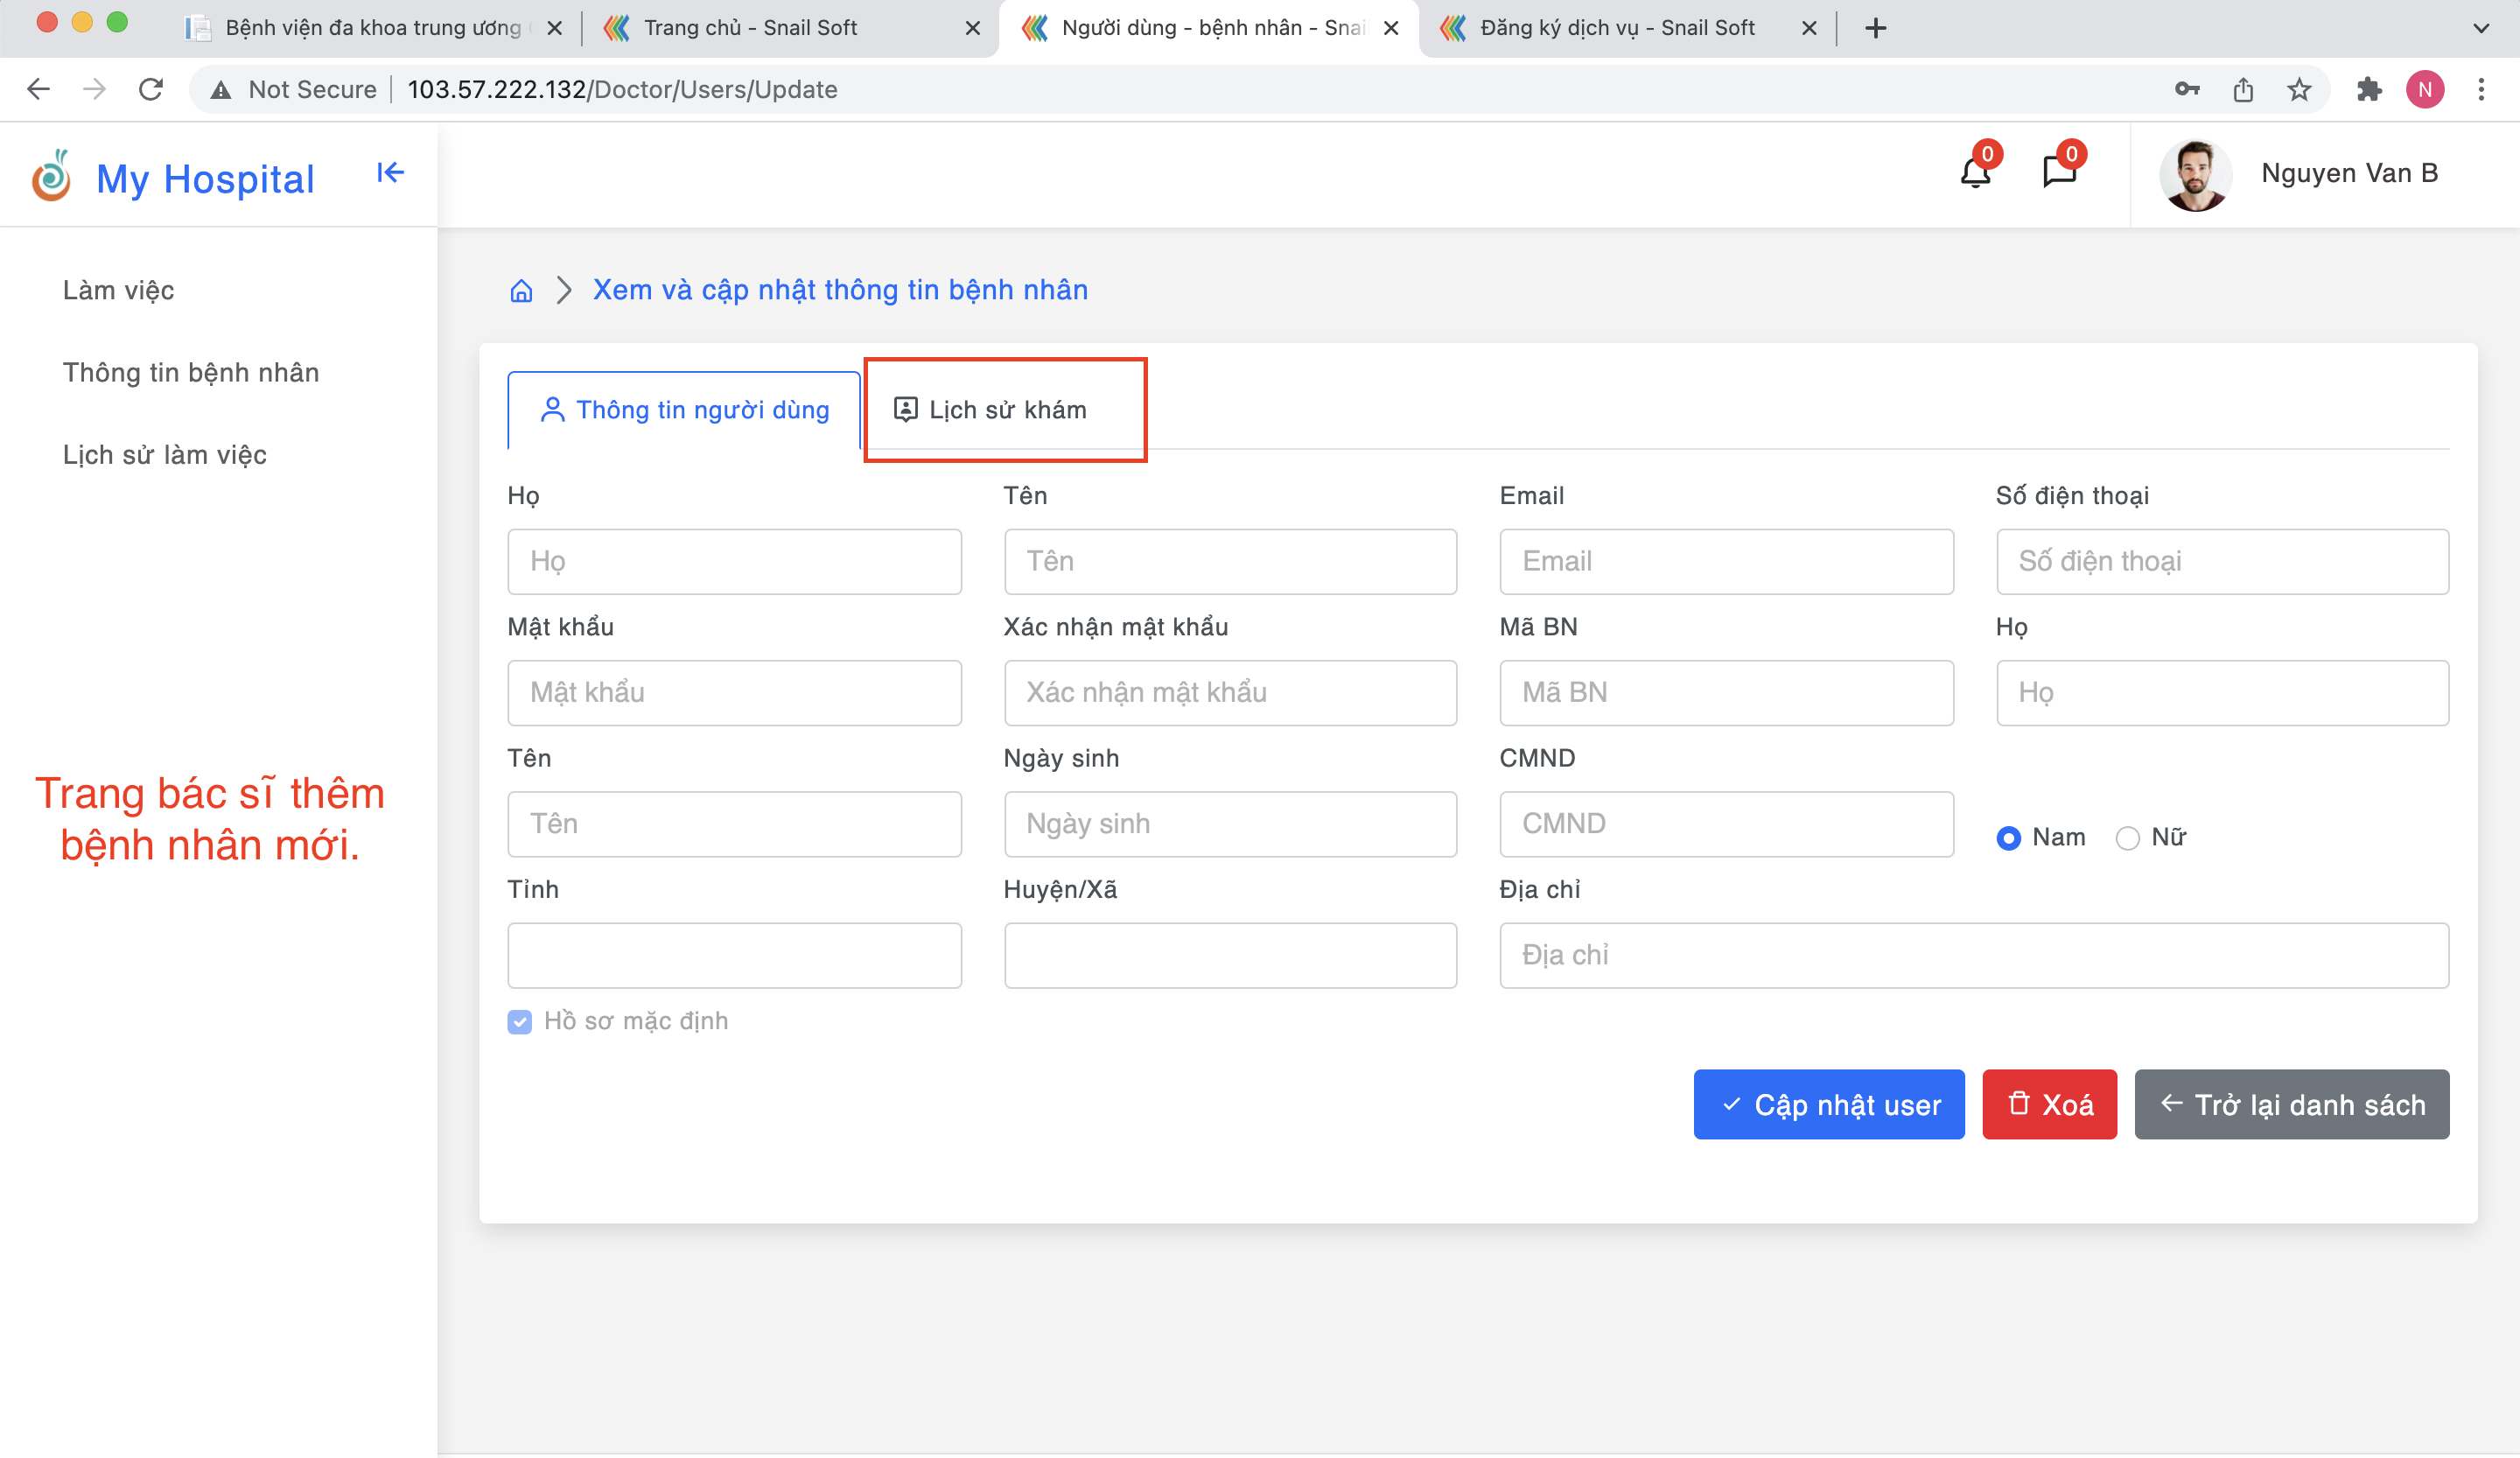 Bệnh viện đa khoa trung ương
Trang chủ - Snail Soft
Người dùng - bệnh nhân - Snai
Đăng ký dịch vụ - Snail Soft
Not Secure
103.57.222.132/Doctor/Users/Update
N
My Hospital
0
0
Nguyen Van B
Làm việc
Thông tin bệnh nhân
Lịch sử làm việc
Trang bác sĩ thêm
bệnh nhân mới.
Xem và cập nhật thông tin bệnh nhân
Thông tin người dùng
Lịch sử khám
Họ
Tên
Email
Số điện thoại
Họ
Tên
Email
Số điện thoại
Mật khẩu
Xác nhận mật khẩu
Mã BN
Họ
Mật khẩu
Xác nhận mật khẩu
Mã BN
Họ
Tên
Ngày sinh
CMND
Tên
Ngày sinh
CMND
Nam
Nữ
Tỉnh
Huyện/Xã
Địa chỉ
Địa chỉ
Hồ sơ mặc định
Cập nhật user
Xoá
Trở lại danh sách